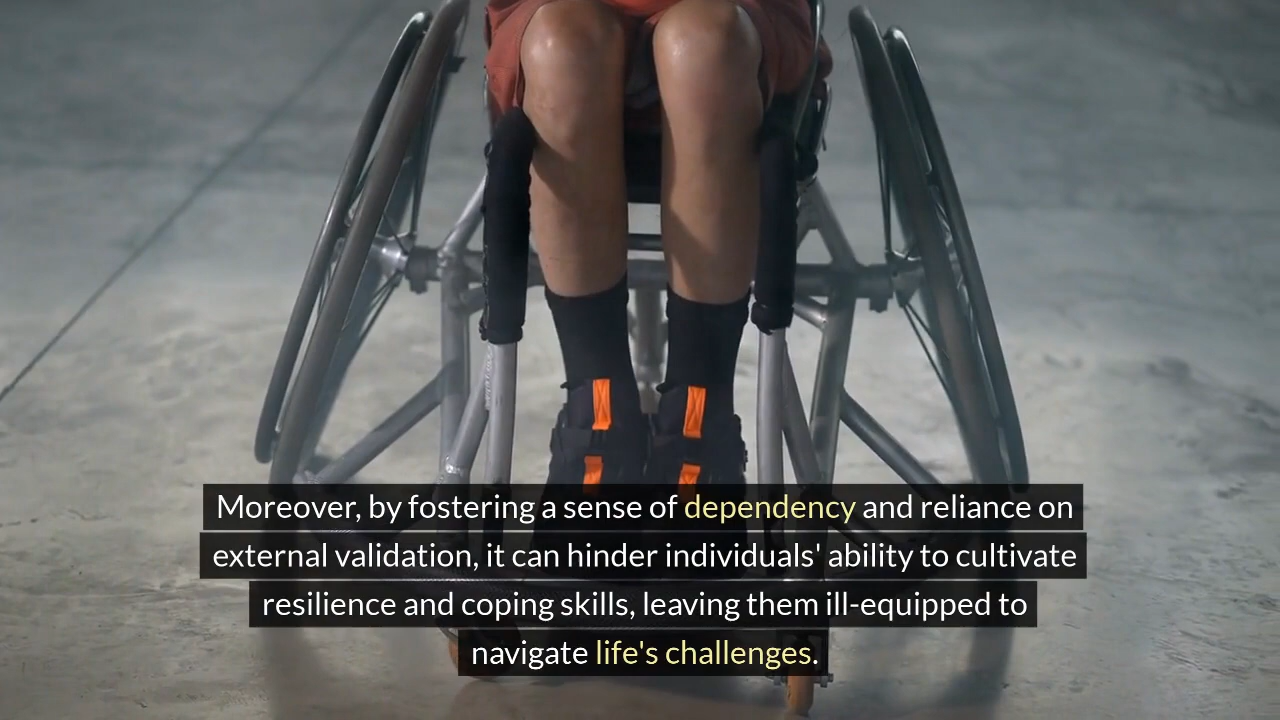 Moreover, by fostering a sense of dependency and reliance on
external validation, it can hinder individuals' ability to cultivate
resilience and coping skills, leaving them ill-equipped to
navigate life's challenges.